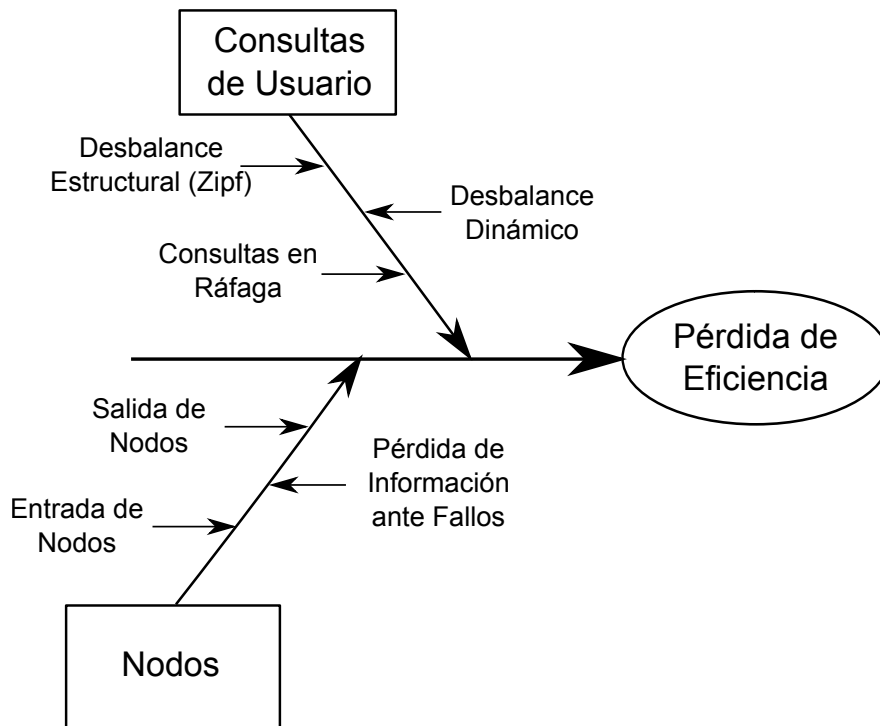 Consultas
de Usuario
Desbalance
Estructural (Zipf)
Desbalance
Dinámico
Consultas en
Ráfaga
Pérdida de
Eficiencia
Salida de
Nodos
Pérdida de
Información
ante Fallos
Entrada de
Nodos
Nodos